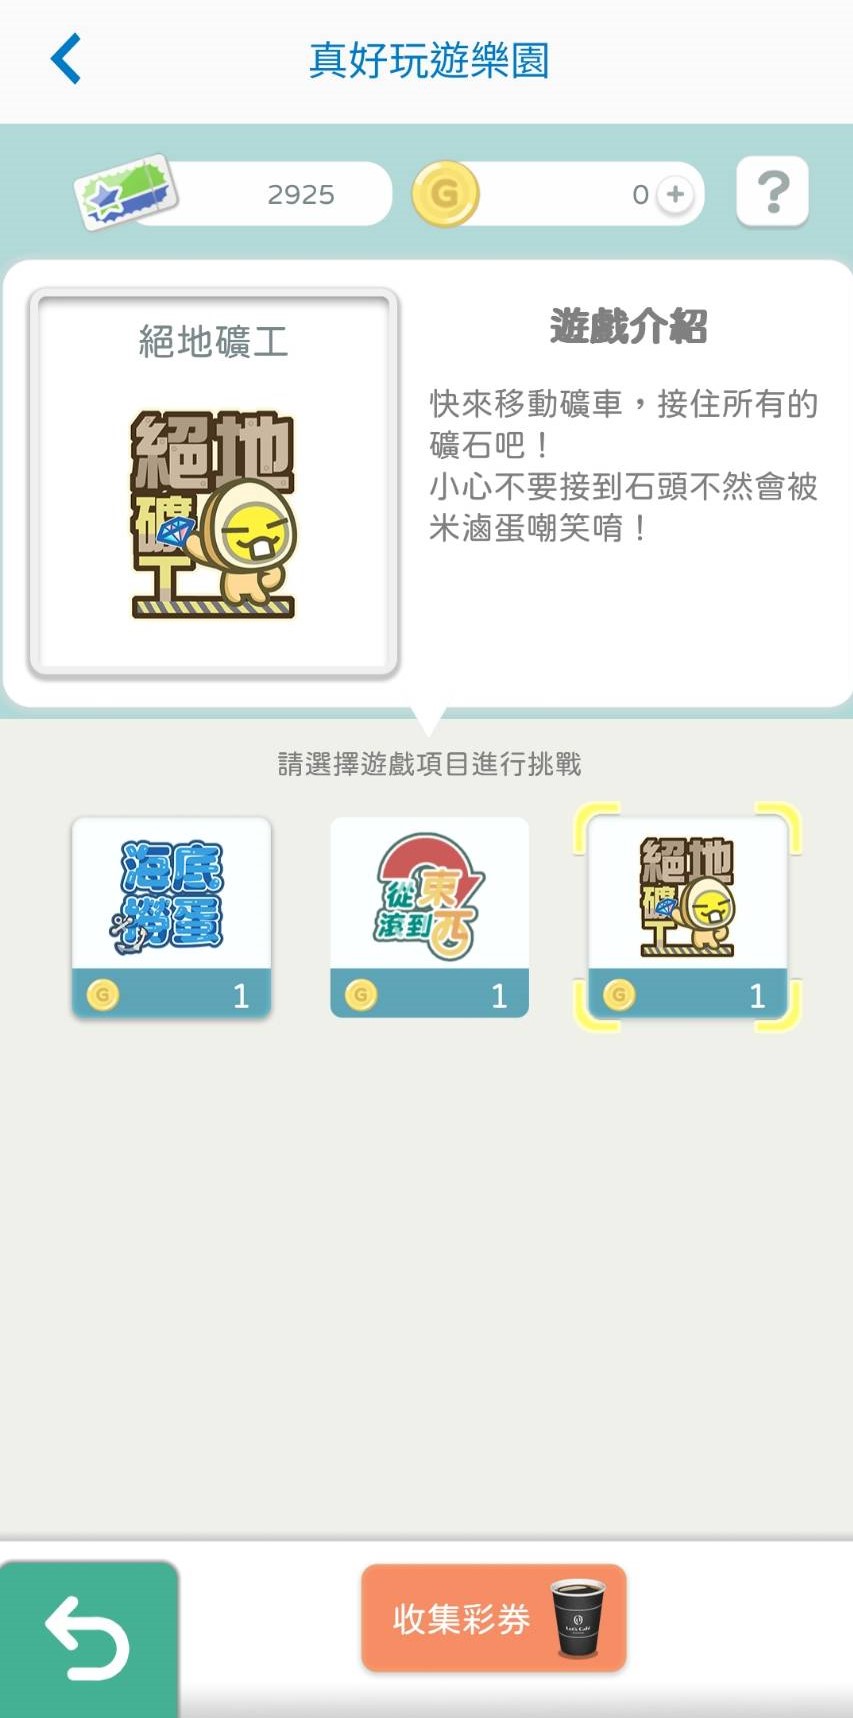 真好玩遊樂園
2925
G
0
+
?
絕地礦工
絕地
礦
工
遊戲介紹
快來移動礦車，接住所有的
礦石吧！
小心不要接到石頭不然會被
米滷蛋嘲笑唷！
請選擇遊戲項目進行挑戰
海底
撈蛋
G 1
從東
滾到西
G 1
絕地
礦
工
G 1
收集彩券
Let's Café